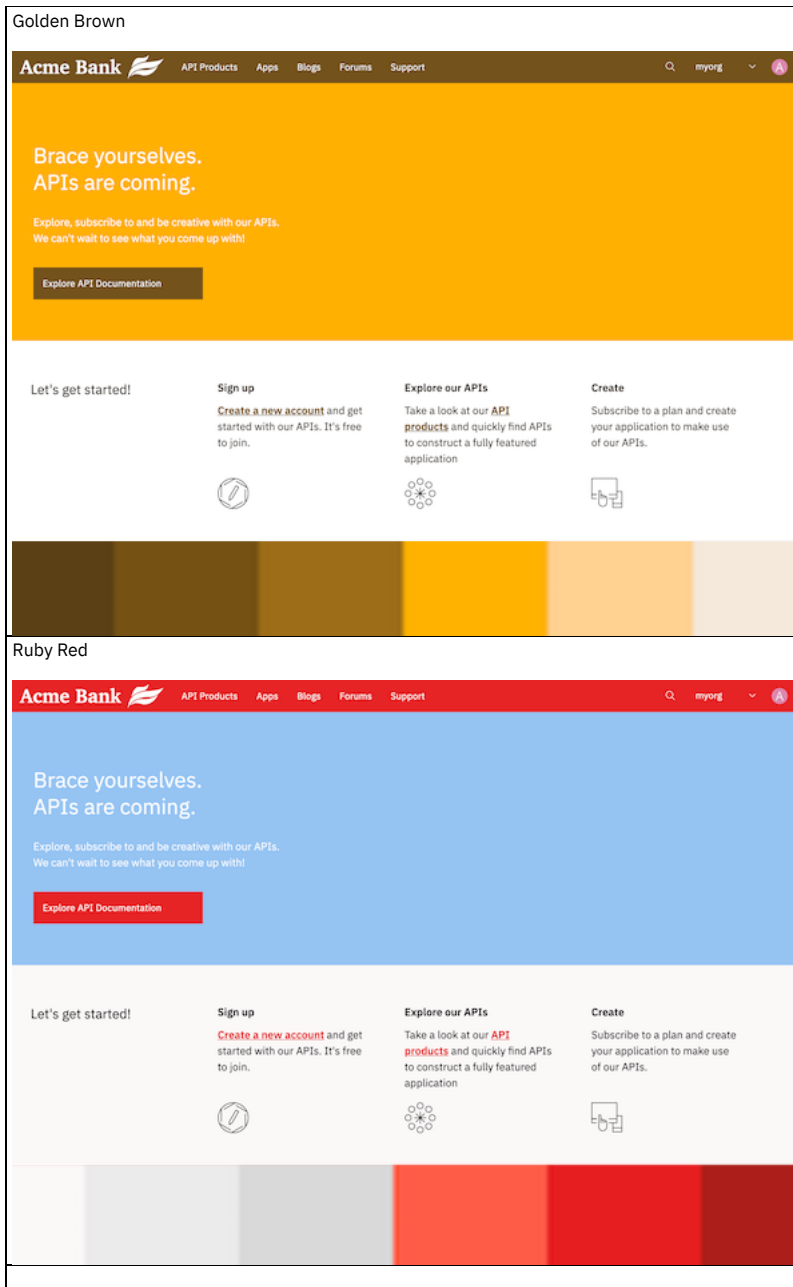 Golden Brown
Acme Bank API Products Apps Blogs Forums Support myorg A
Brace yourselves.
APIs are coming.
Explore, subscribe to and be creative with our APIs.
We can't wait to see what you come up with!
Explore API Documentation
Let's get started!
Sign up
Create a new account and get
started with our APIs. It's free
to join.
Explore our APIs
Take a look at our API
products and quickly find APIs
to construct a fully featured
application
Create
Subscribe to a plan and create
your application to make use
of our APIs.
Ruby Red
Acme Bank API Products Apps Blogs Forums Support myorg A
Brace yourselves.
APIs are coming.
Explore, subscribe to and be creative with our APIs.
We can't wait to see what you come up with!
Explore API Documentation
Let's get started!
Sign up
Create a new account and get
started with our APIs. It's free
to join.
Explore our APIs
Take a look at our API
products and quickly find APIs
to construct a fully featured
application
Create
Subscribe to a plan and create
your application to make use
of our APIs.